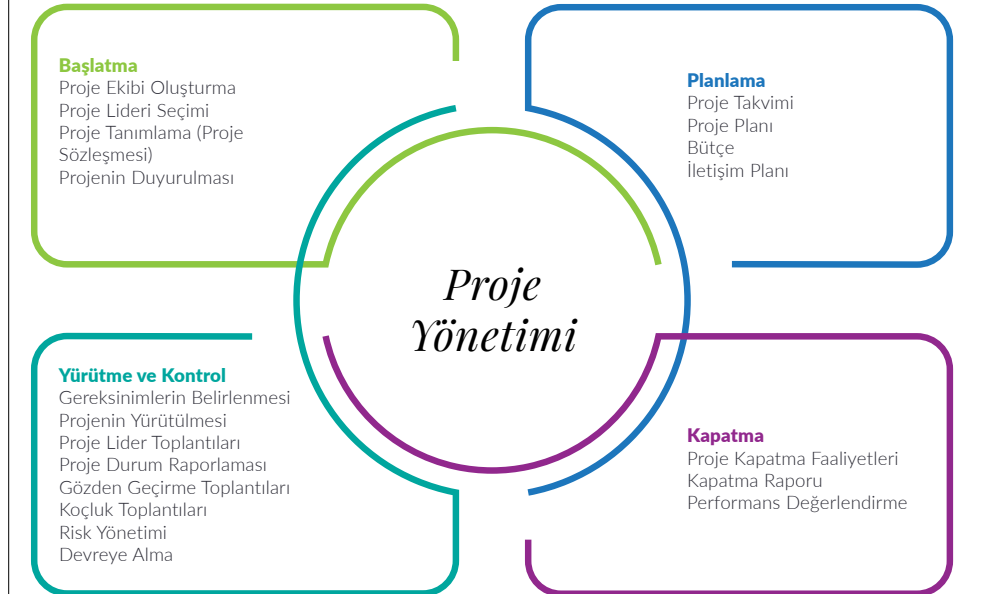 Başlatma
Proje Ekibi Oluşturma
Proje Lideri Seçimi
Proje Tanımlama (Proje
Sözleşmesi)
Projenin Duyurulması
Planlama
Proje Takvimi
Proje Planı
Bütçe
İletişim Planı
Proje
Yönetimi
Yürütme ve Kontrol
Gereksinimlerin Belirlenmesi
Projenin Yürütülmesi
Proje Lider Toplantıları
Proje Durum Raporlaması
Gözden Geçirme Toplantıları
Koçluk Toplantıları
Risk Yönetimi
Devreye Alma
Kapatma
Proje Kapatma Faaliyetleri
Kapatma Raporu
Performans Değerlendirme